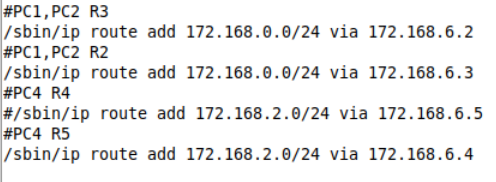 #PC1,PC2 R3
/sbin/ip route add 172.168.0.0/24 via 172.168.6.2
#PC1,PC2 R2
/sbin/ip route add 172.168.0.0/24 via 172.168.6.3
#PC4 R4
#/sbin/ip route add 172.168.2.0/24 via 172.168.6.5
#PC4 R5
/sbin/ip route add 172.168.2.0/24 via 172.168.6.4